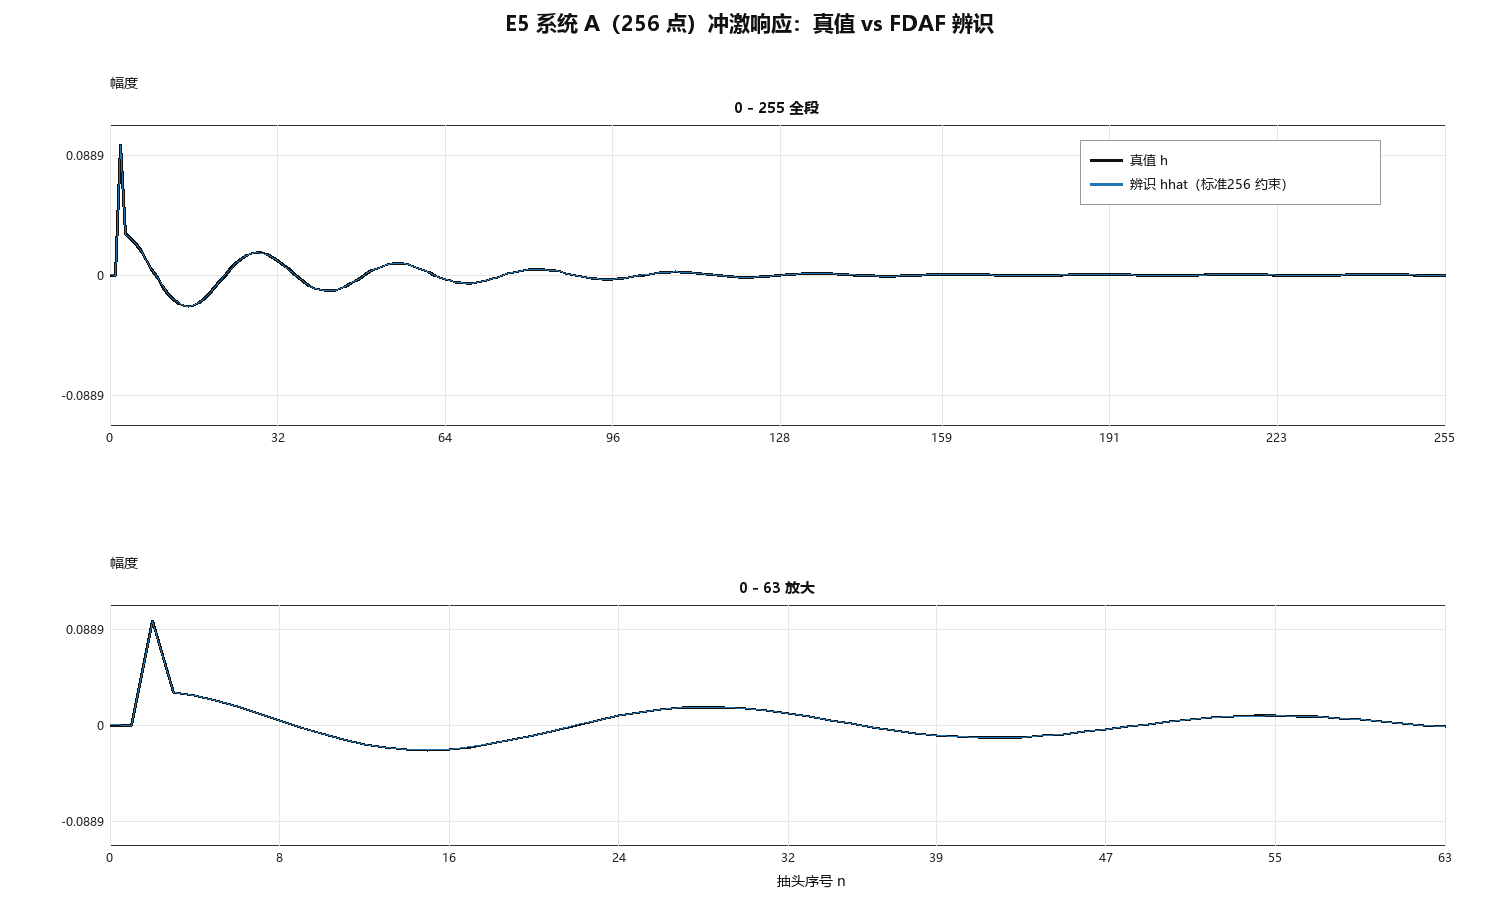 E5 系统 A（256 点）冲激响应：真值 vs FDAF 辨识
幅度
0 - 255 全段
0.0889
0
-0.0889
真值 h
辨识 hhat（标准256 约束）
0 32 64 96 128 159 191 223 255
幅度
0 - 63 放大
0.0889
0
-0.0889
0 8 16 24 32 39 47 55 63
抽头序号 n